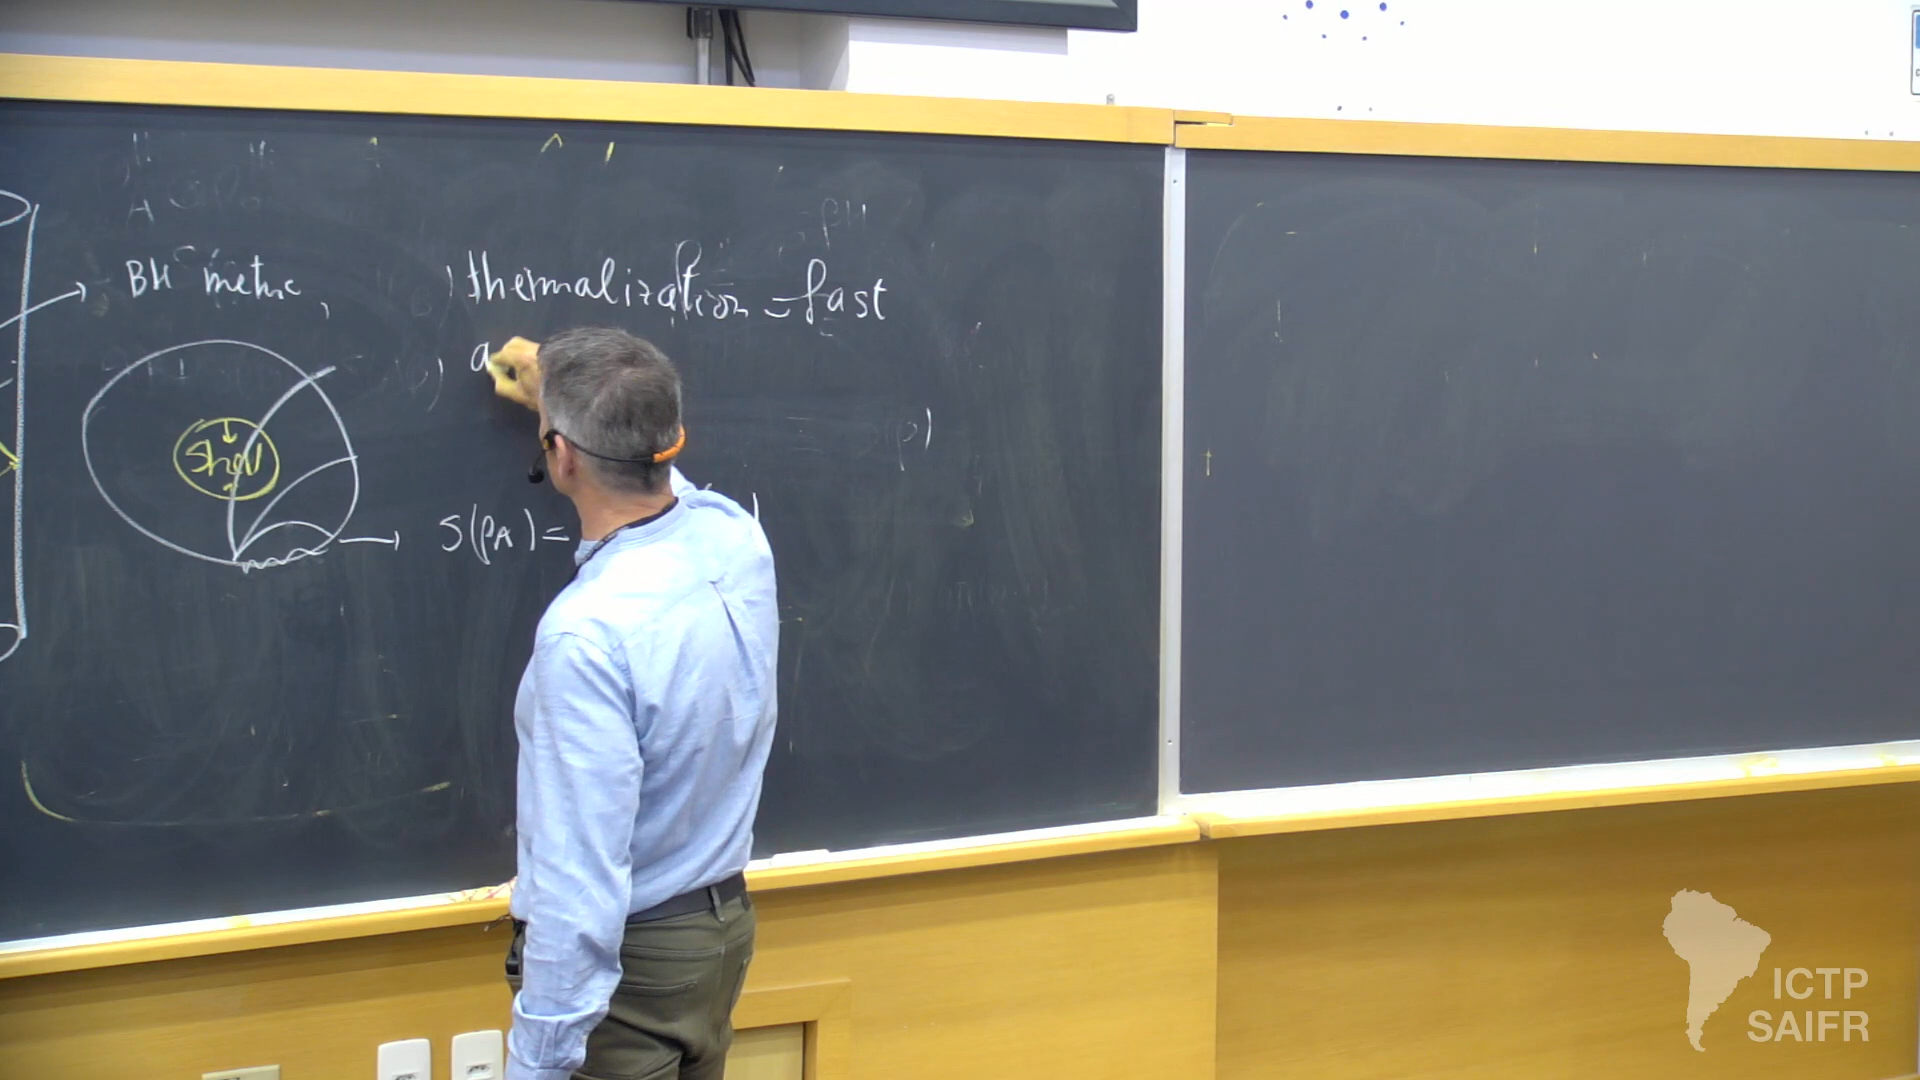 BH metric,
thermalization = fast
a
Shell
S(ρA) =
ICTP
SAIFR